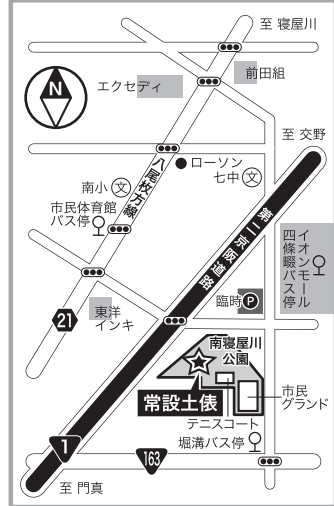 至 寝屋川
前田組
エクセディ
N
至 交野
八尾枚方線
ローソン
七中 文
南小 文
市民体育館
バス停
第二京阪道路
イオンモール
四條畷バス停
臨時 P
21
東洋
インキ
南寝屋川
公園
常設土俵
市民
グランド
テニスコート
堀溝バス停
1
163
至 門真